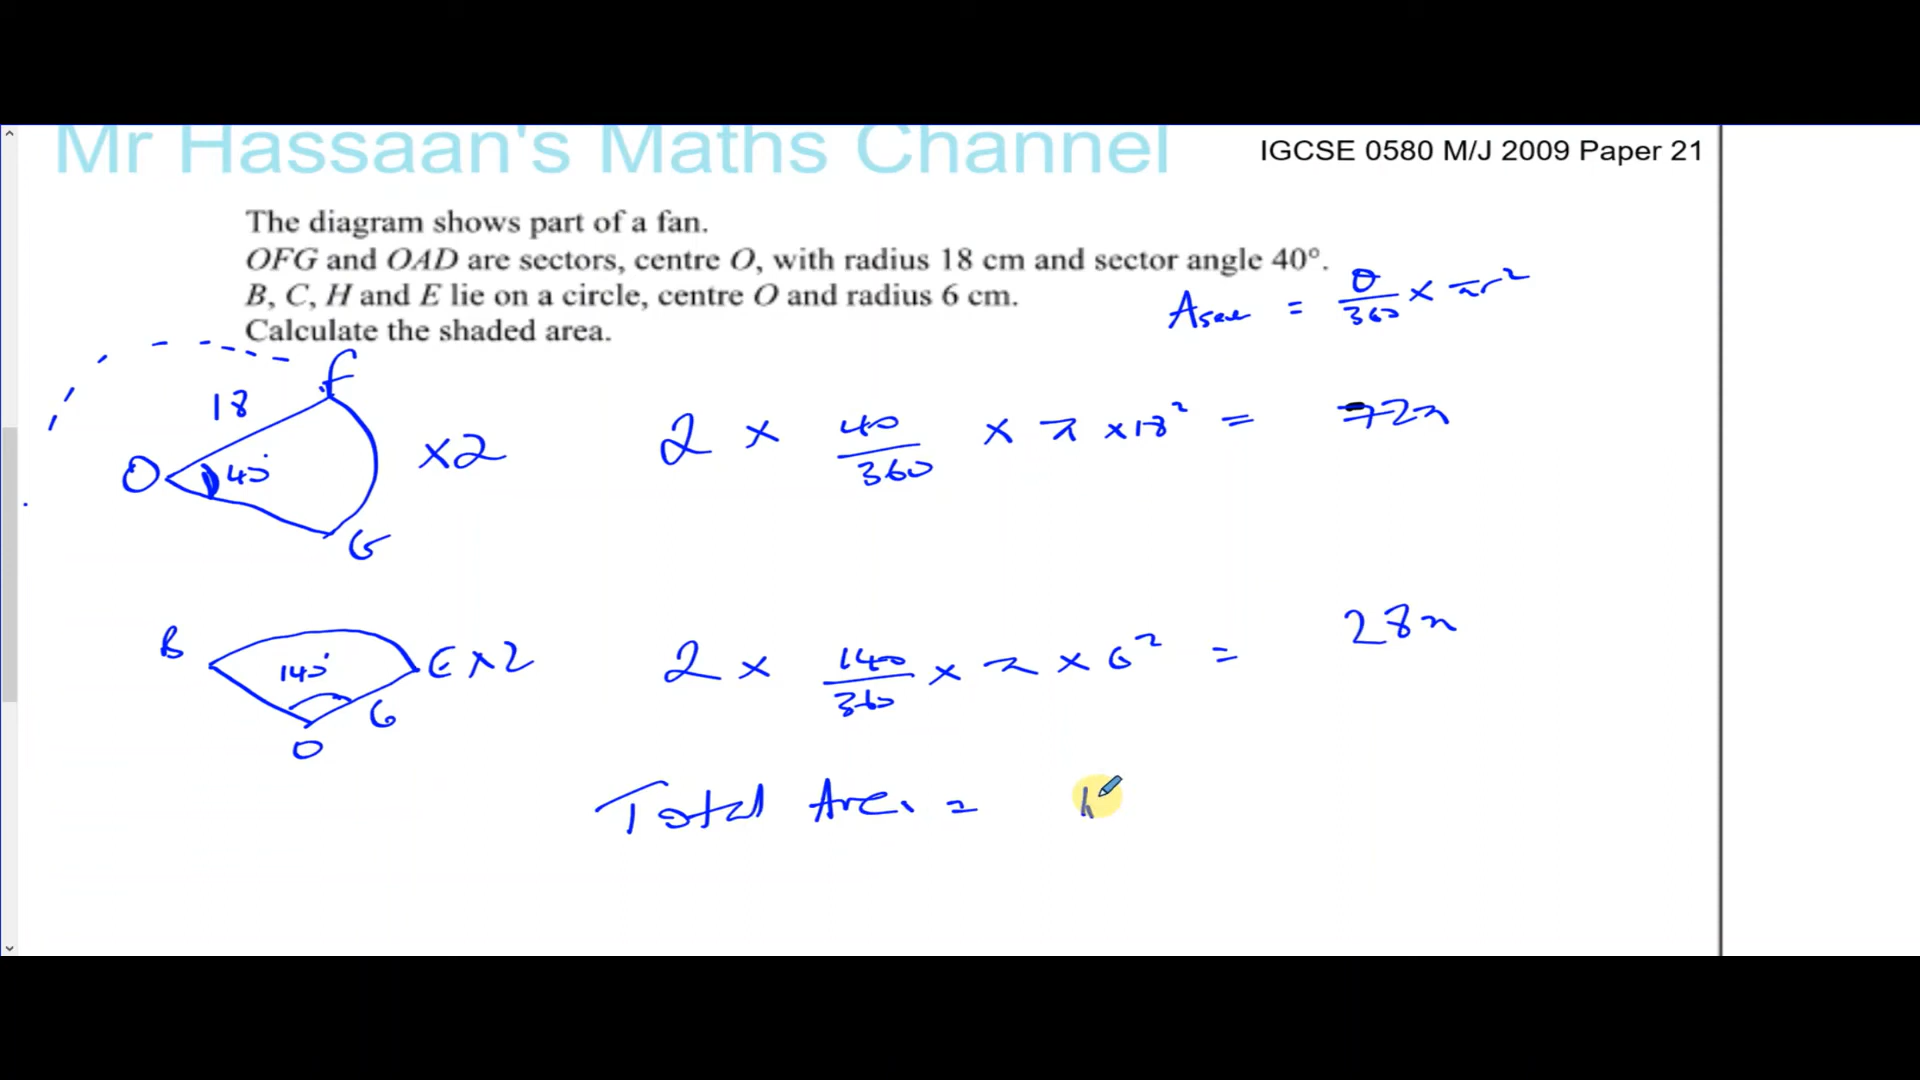 Mr Hassaan's Maths Channel
IGCSE 0580 M/J 2009 Paper 21
The diagram shows part of a fan.
OFG and OAD are sectors, centre O, with radius 18 cm and sector angle 40°.
B, C, H and E lie on a circle, centre O and radius 6 cm.
Calculate the shaded area.
= θ/360 × πr²
F
18
O 40°
G
×2
2 × 40/360 × π × 18² = 72π
B 140° E ×2
6
O
2 × 140/360 × π × 6² = 28π
Total Area =